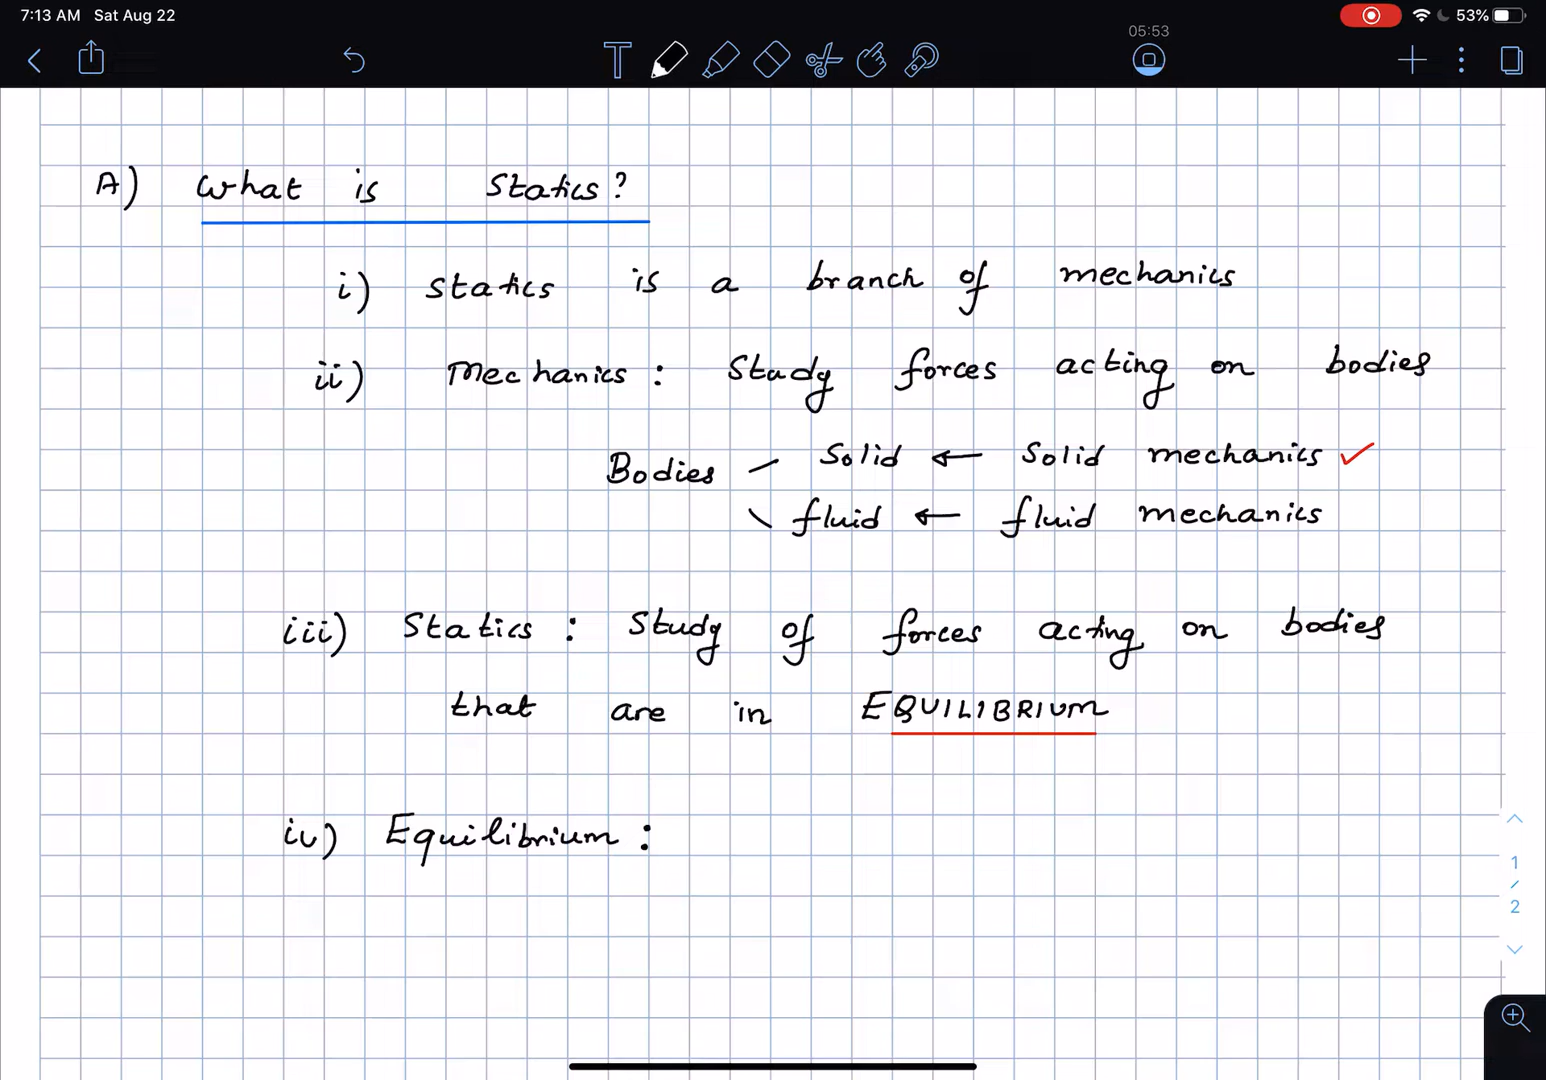 7:13 AM Sat Aug 22
53%
05:53
A) What is Statics?
i) Statics is a branch of mechanics
ii) Mechanics : Study forces acting on bodies
Bodies Solid ← Solid mechanics ✓
fluid ← fluid mechanics
iii) Statics : Study of forces acting on bodies
that are in EQUILIBRIUM
iv) Equilibrium :
1
/
2